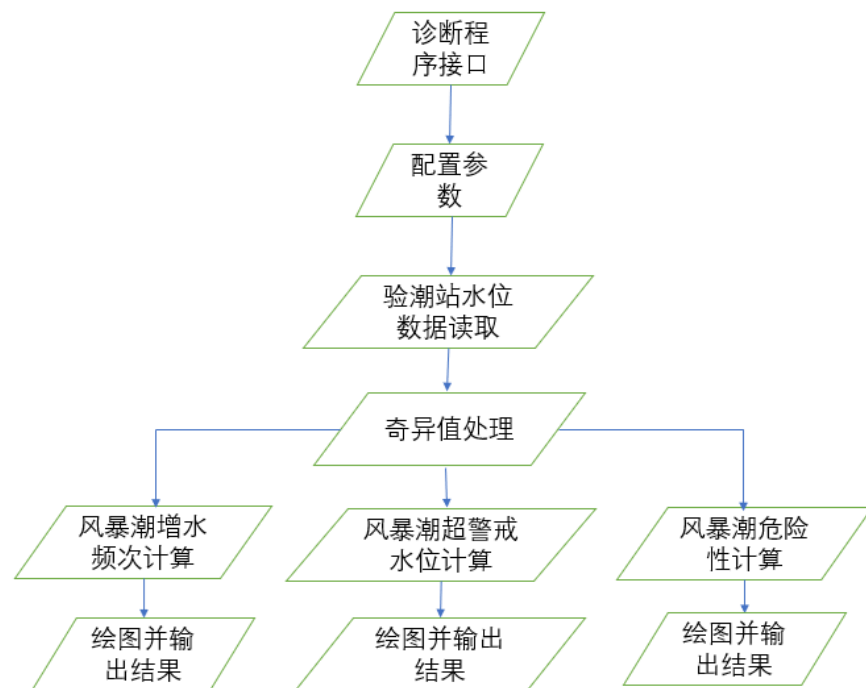 诊断程
序接口
配置参
数
验潮站水位
数据读取
奇异值处理
风暴潮增水
频次计算
风暴潮超警戒
水位计算
风暴潮危险
性计算
绘图并输
出结果
绘图并输出
结果
绘图并输
出结果